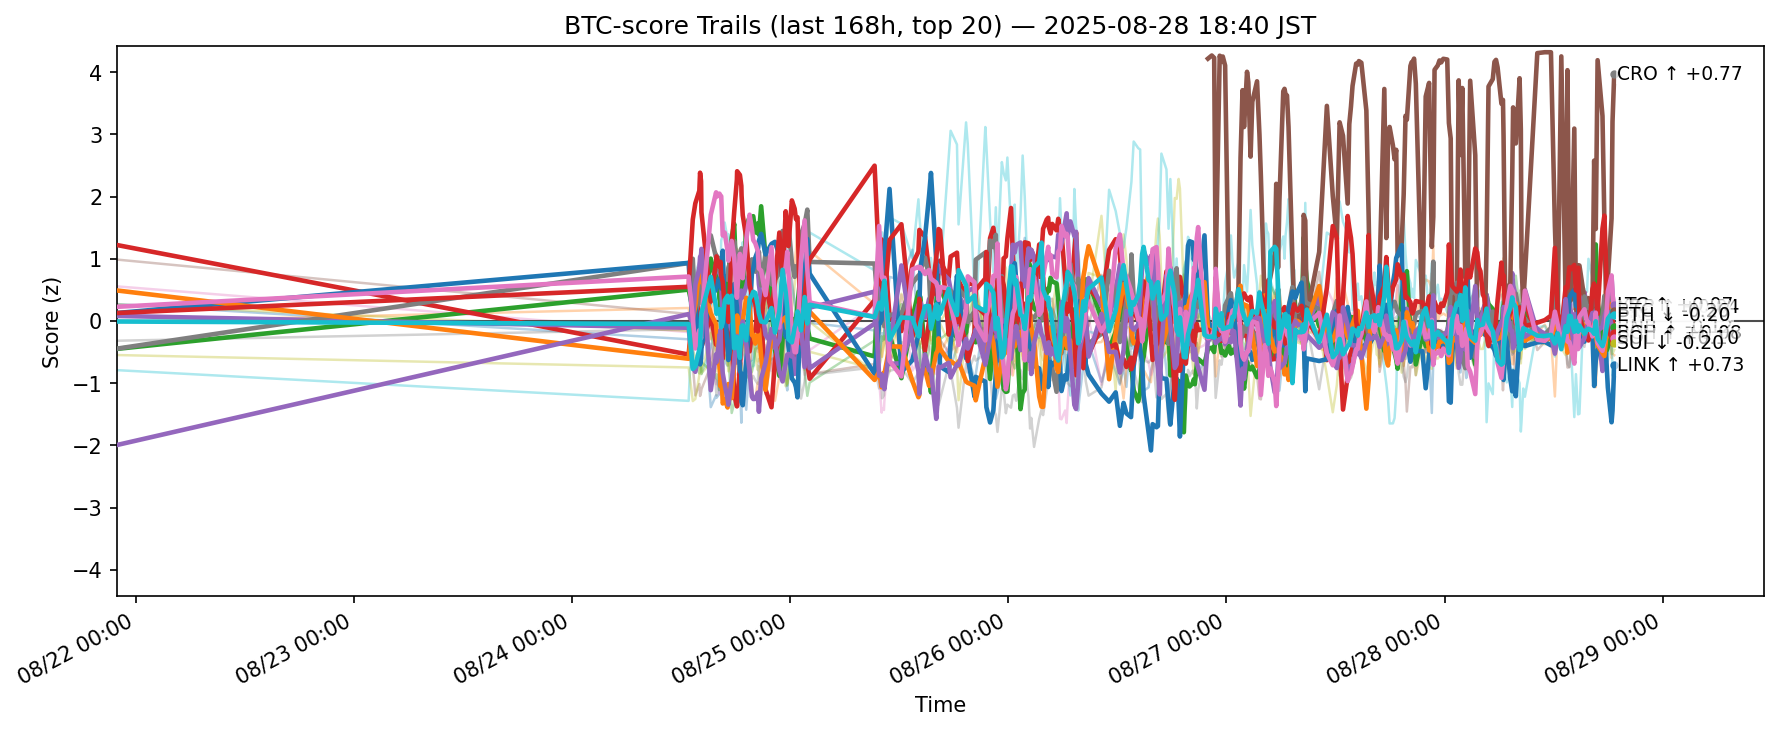 BTC-score Trails (last 168h, top 20) — 2025-08-28 18:40 JST
Score (z)
4
3
2
1
0
−1
−2
−3
−4
CRO ↑ +0.77
ETH ↓ -0.20
SUI ↓ -0.20
LINK ↑ +0.73
08/22 00:00
08/23 00:00
08/24 00:00
08/25 00:00
08/26 00:00
08/27 00:00
08/28 00:00
08/29 00:00
Time